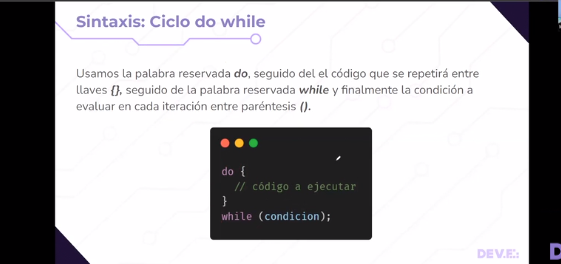 Sintaxis: Ciclo do while
Usamos la palabra reservada do, seguido del el código que se repetirá entre
llaves {}, seguido de la palabra reservada while y finalmente la condición a
evaluar en cada iteración entre paréntesis ().
do {
// código a ejecutar
}
while (condicion);
DEV.F.: